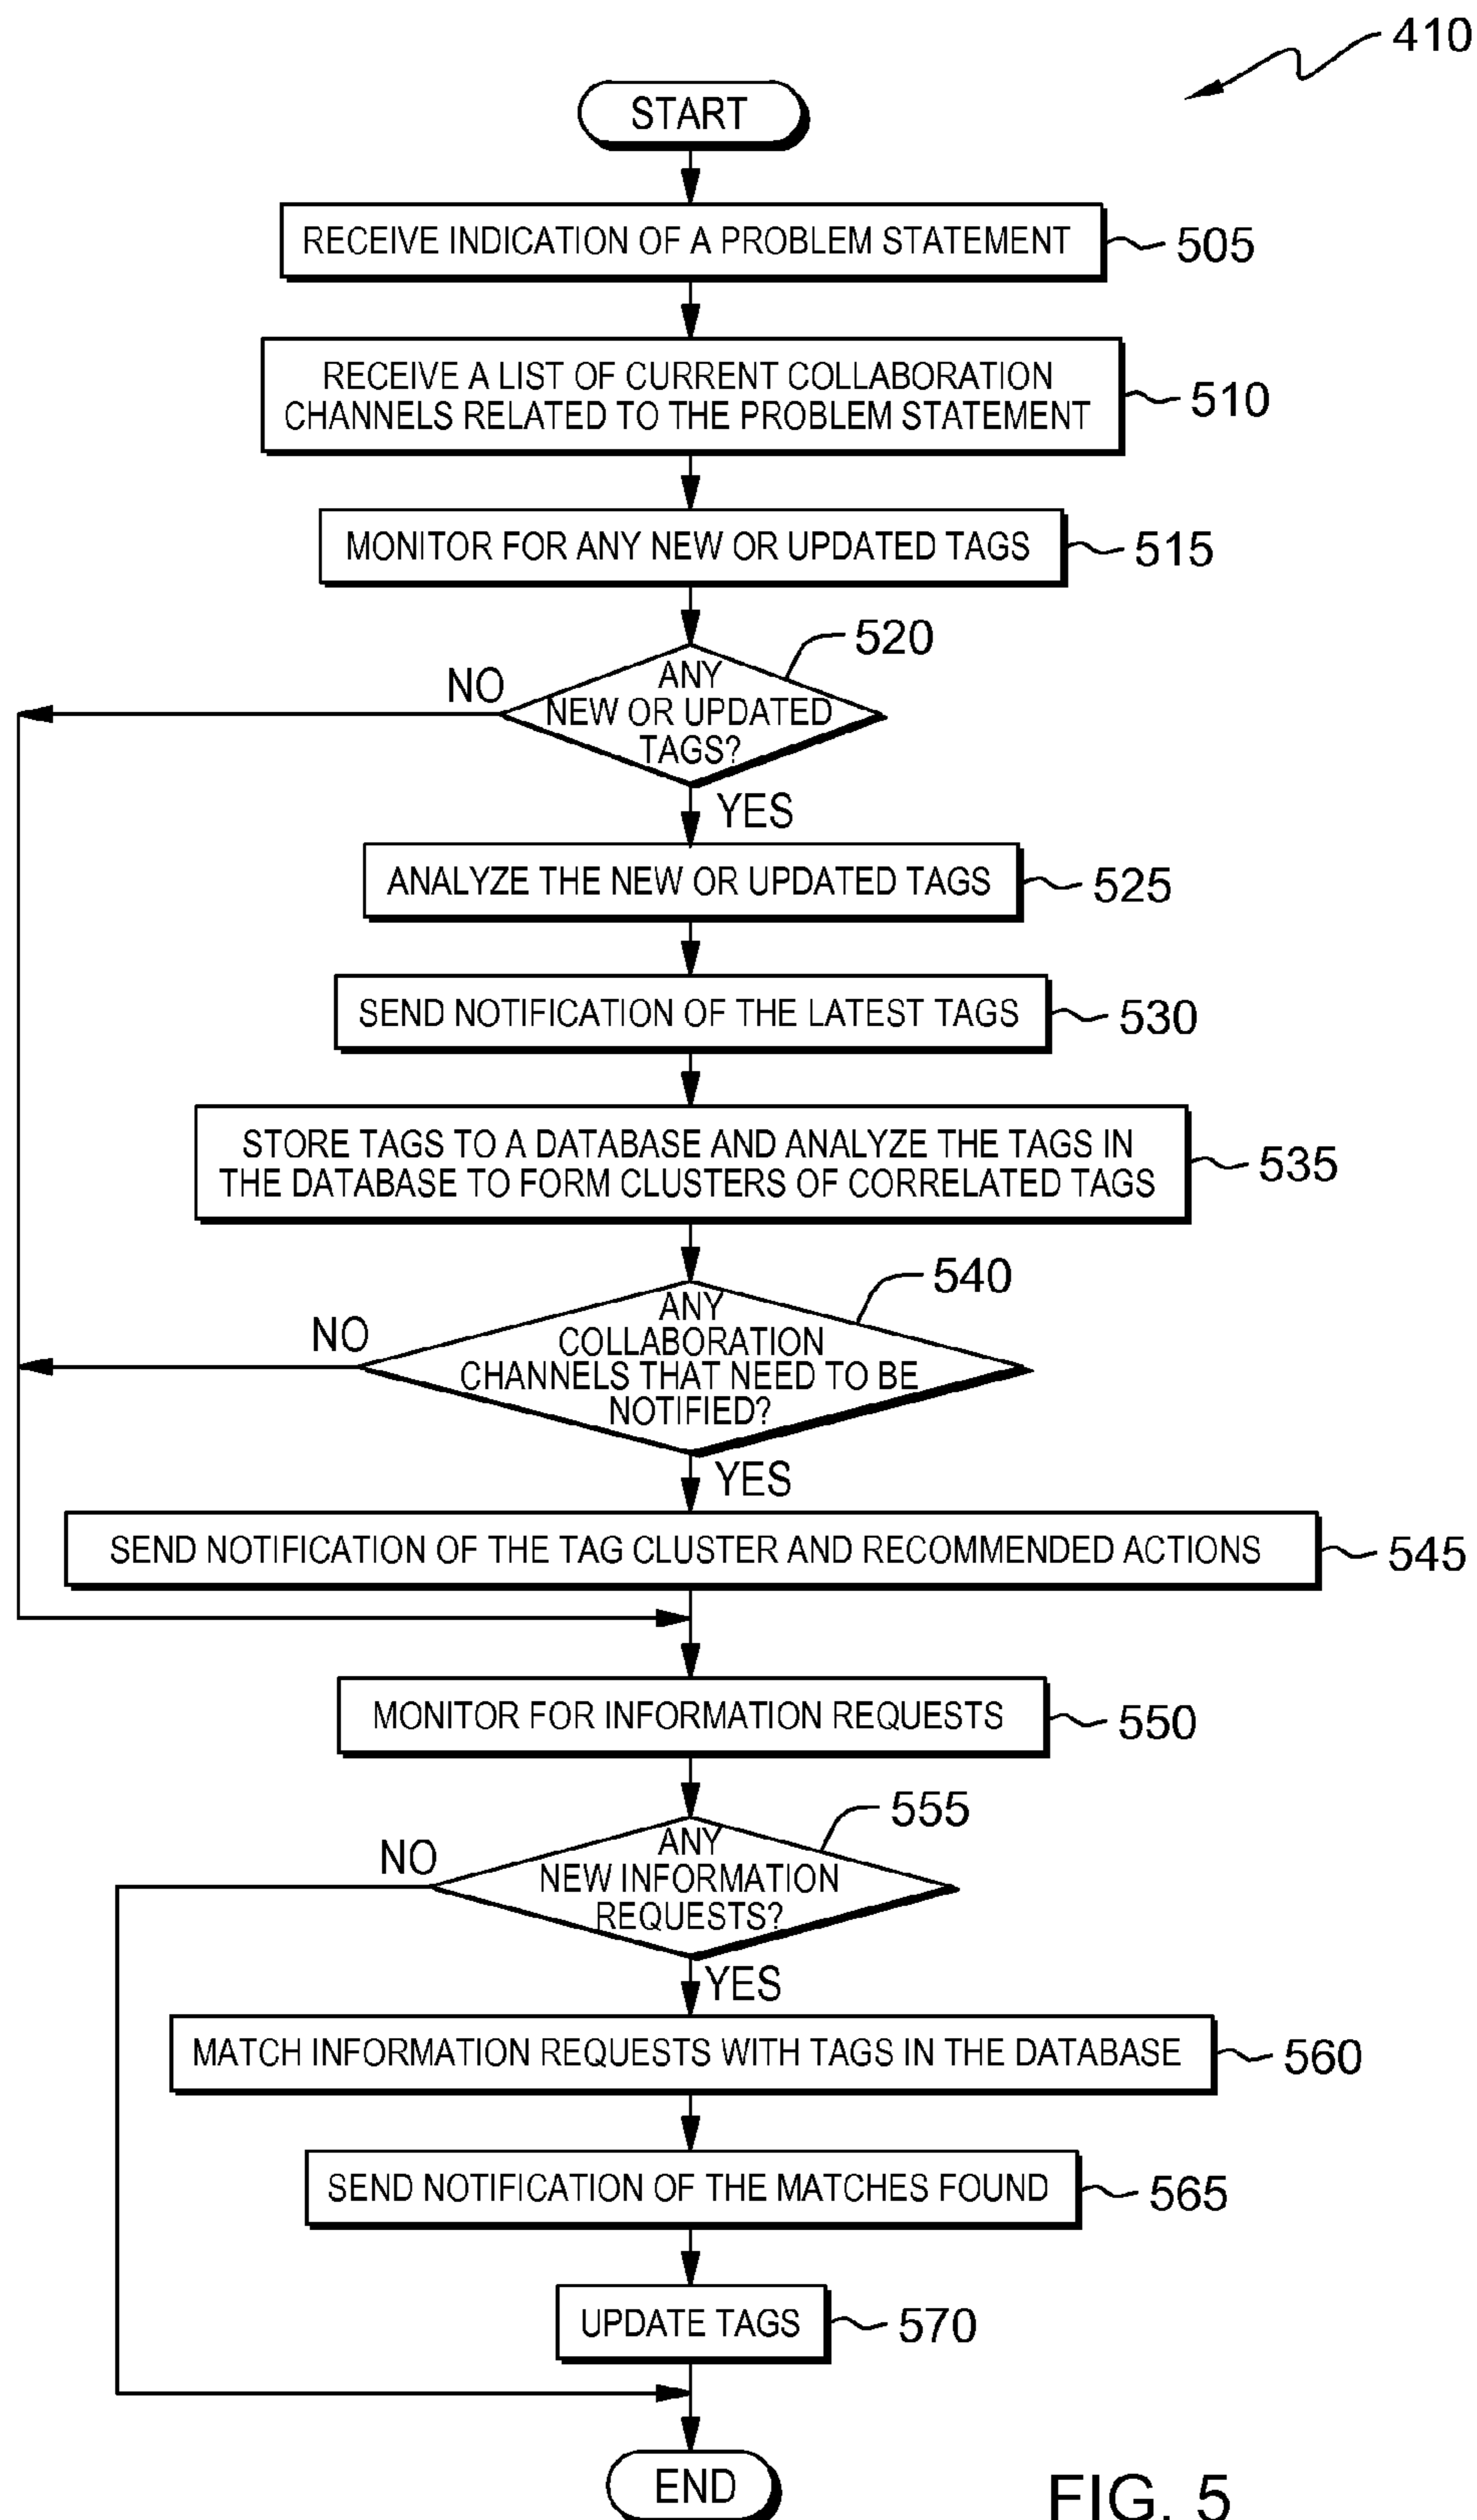 410
START
RECEIVE INDICATION OF A PROBLEM STATEMENT
505
RECEIVE A LIST OF CURRENT COLLABORATION
CHANNELS RELATED TO THE PROBLEM STATEMENT
510
MONITOR FOR ANY NEW OR UPDATED TAGS
515
520
NO
ANY
NEW OR UPDATED
TAGS?
YES
ANALYZE THE NEW OR UPDATED TAGS
525
SEND NOTIFICATION OF THE LATEST TAGS
530
STORE TAGS TO A DATABASE AND ANALYZE THE TAGS IN
THE DATABASE TO FORM CLUSTERS OF CORRELATED TAGS
535
540
NO
ANY
COLLABORATION
CHANNELS THAT NEED TO BE
NOTIFIED?
YES
SEND NOTIFICATION OF THE TAG CLUSTER AND RECOMMENDED ACTIONS
545
MONITOR FOR INFORMATION REQUESTS
550
555
NO
ANY
NEW INFORMATION
REQUESTS?
YES
MATCH INFORMATION REQUESTS WITH TAGS IN THE DATABASE
560
SEND NOTIFICATION OF THE MATCHES FOUND
565
UPDATE TAGS
570
END
FIG. 5